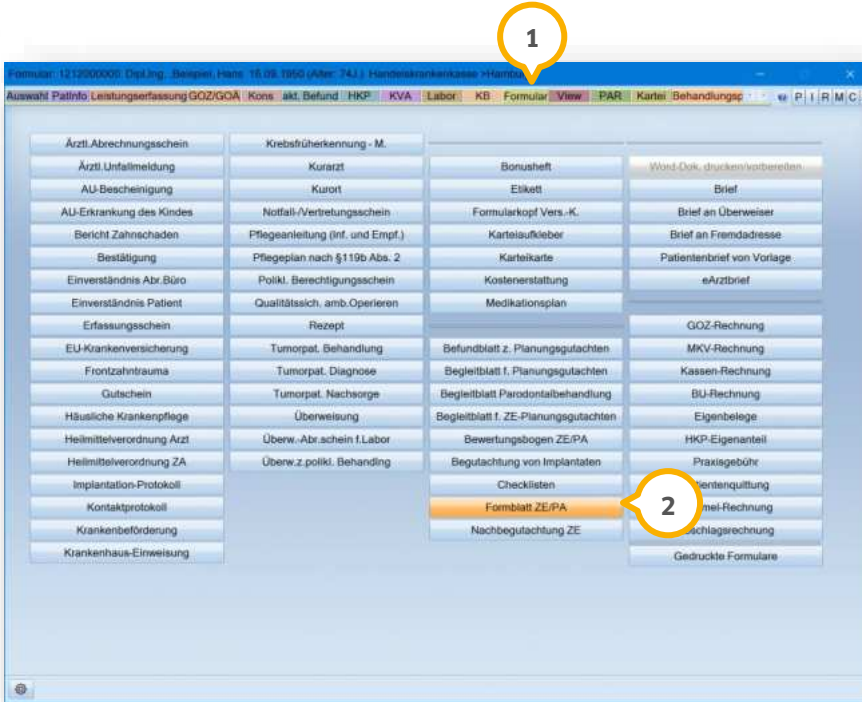 1
Formular: 1212000000 Dipl.Ing. ,Beispiel, Hans 16.09.1950 (Alter: 74J.) Handelskrankenkasse >Hambu
Auswahl PatInfo Leistungserfassung GOZ/GOÄ Kons akt. Befund HKP KVA Labor KB Formular View PAR Kartei Behandlungsp P I R M C
Ärztl.Abrechnungsschein
Ärztl.Unfallmeldung
AU-Bescheinigung
AU-Erkrankung des Kindes
Bericht Zahnschaden
Bestätigung
Einverständnis Abr.Büro
Einverständnis Patient
Erfassungsschein
EU-Krankenversicherung
Frontzahntrauma
Gutschein
Häusliche Krankenpflege
Heilmittelverordnung Arzt
Heilmittelverordnung ZA
Implantation-Protokoll
Kontaktprotokoll
Krankenbeförderung
Krankenhaus-Einweisung
Krebsfrüherkennung - M.
Kurarzt
Kurort
Notfall-/Vertretungsschein
Pflegeanleitung (Inf. und Empf.)
Pflegeplan nach §119b Abs. 2
Polikl. Berechtigungsschein
Qualitätssich. amb.Operieren
Rezept
Tumorpat. Behandlung
Tumorpat. Diagnose
Tumorpat. Nachsorge
Überweisung
Überw.-Abr.schein f.Labor
Überw.z.polikl. Behandlng
Bonusheft
Etikett
Formularkopf Vers.-K.
Karteiaufkleber
Karteikarte
Kostenerstattung
Medikationsplan
Befundblatt z. Planungsgutachten
Begleitblatt f. Planungsgutachten
Begleitblatt Parodontalbehandlung
Begleitblatt f. ZE-Planungsgutachten
Bewertungsbogen ZE/PA
Begutachtung von Implantaten
Checklisten
Formblatt ZE/PA
Nachbegutachtung ZE
2
Word-Dok. drucken/vorbereiten
Brief
Brief an Überweiser
Brief an Fremdadresse
Patientenbrief von Vorlage
eArztbrief
GOZ-Rechnung
MKV-Rechnung
Kassen-Rechnung
BU-Rechnung
Eigenbelege
HKP-Eigenanteil
Praxisgebühr
tientenquittung
mel-Rechnung
schlagsrechnung
Gedruckte Formulare